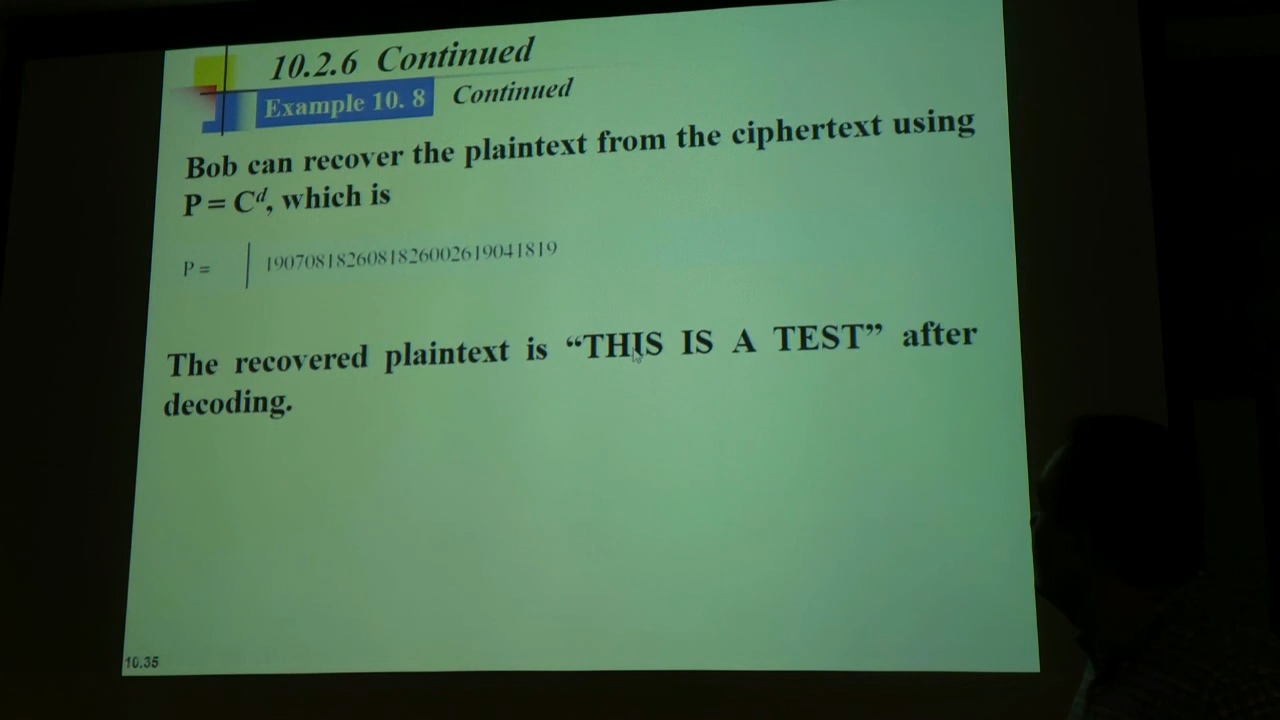 10.2.6 Continued
Example 10. 8 Continued
Bob can recover the plaintext from the ciphertext using
P = Cᵈ, which is
P = 1907081826081826002619041819
The recovered plaintext is “THIS IS A TEST” after
decoding.
10.35